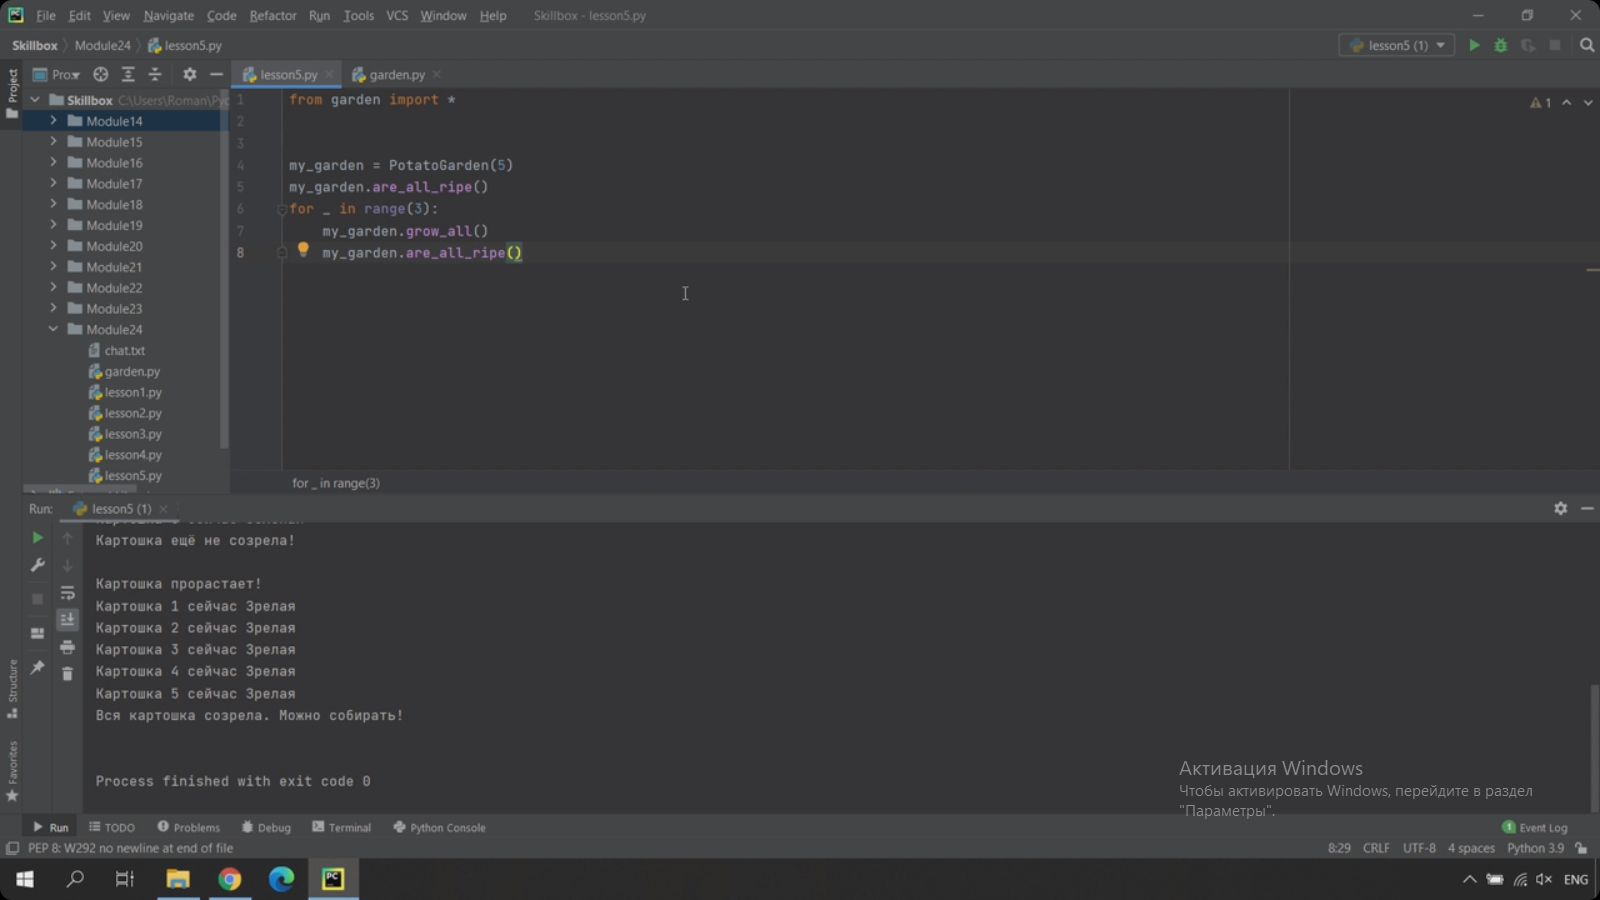 File Edit View Navigate Code Refactor Run Tools VCS Window Help Skillbox - lesson5.py
Skillbox Module24 lesson5.py lesson5 (1)
Project
Pro lesson5.py garden.py
Skillbox C:\Users\Roman\Pyc
Module14
Module15
Module16
Module17
Module18
Module19
Module20
Module21
Module22
Module23
Module24
chat.txt
garden.py
lesson1.py
lesson2.py
lesson3.py
lesson4.py
lesson5.py
1 from garden import *
2
3
4 my_garden = PotatoGarden(5)
5 my_garden.are_all_ripe()
6 for _ in range(3):
7 my_garden.grow_all()
8 my_garden.are_all_ripe()
1
for _ in range(3)
Run: lesson5 (1)
Картошка ещё не созрела!
Картошка прорастает!
Картошка 1 сейчас Зрелая
Картошка 2 сейчас Зрелая
Картошка 3 сейчас Зрелая
Картошка 4 сейчас Зрелая
Картошка 5 сейчас Зрелая
Вся картошка созрела. Можно собирать!
Process finished with exit code 0
Structure
Favorites
Активация Windows
Чтобы активировать Windows, перейдите в раздел
"Параметры".
Run TODO Problems Debug Terminal Python Console 1 Event Log
PEP 8: W292 no newline at end of file 8:29 CRLF UTF-8 4 spaces Python 3.9
ENG